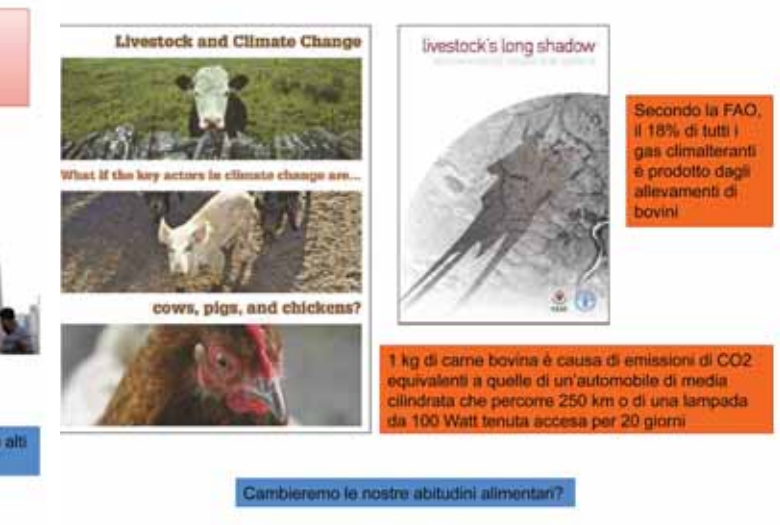 Livestock and Climate Change
What if the key actors in climate change are...
cows, pigs, and chickens?
livestock's long shadow
Secondo la FAO,
il 18% di tutti i
gas climalteranti
è prodotto dagli
allevamenti di
bovini
1 kg di carne bovina è causa di emissioni di CO2
equivalenti a quelle di un'automobile di media
cilindrata che percorre 250 km o di una lampada
da 100 Watt tenuta accesa per 20 giorni
alti
Cambieremo le nostre abitudini alimentari?